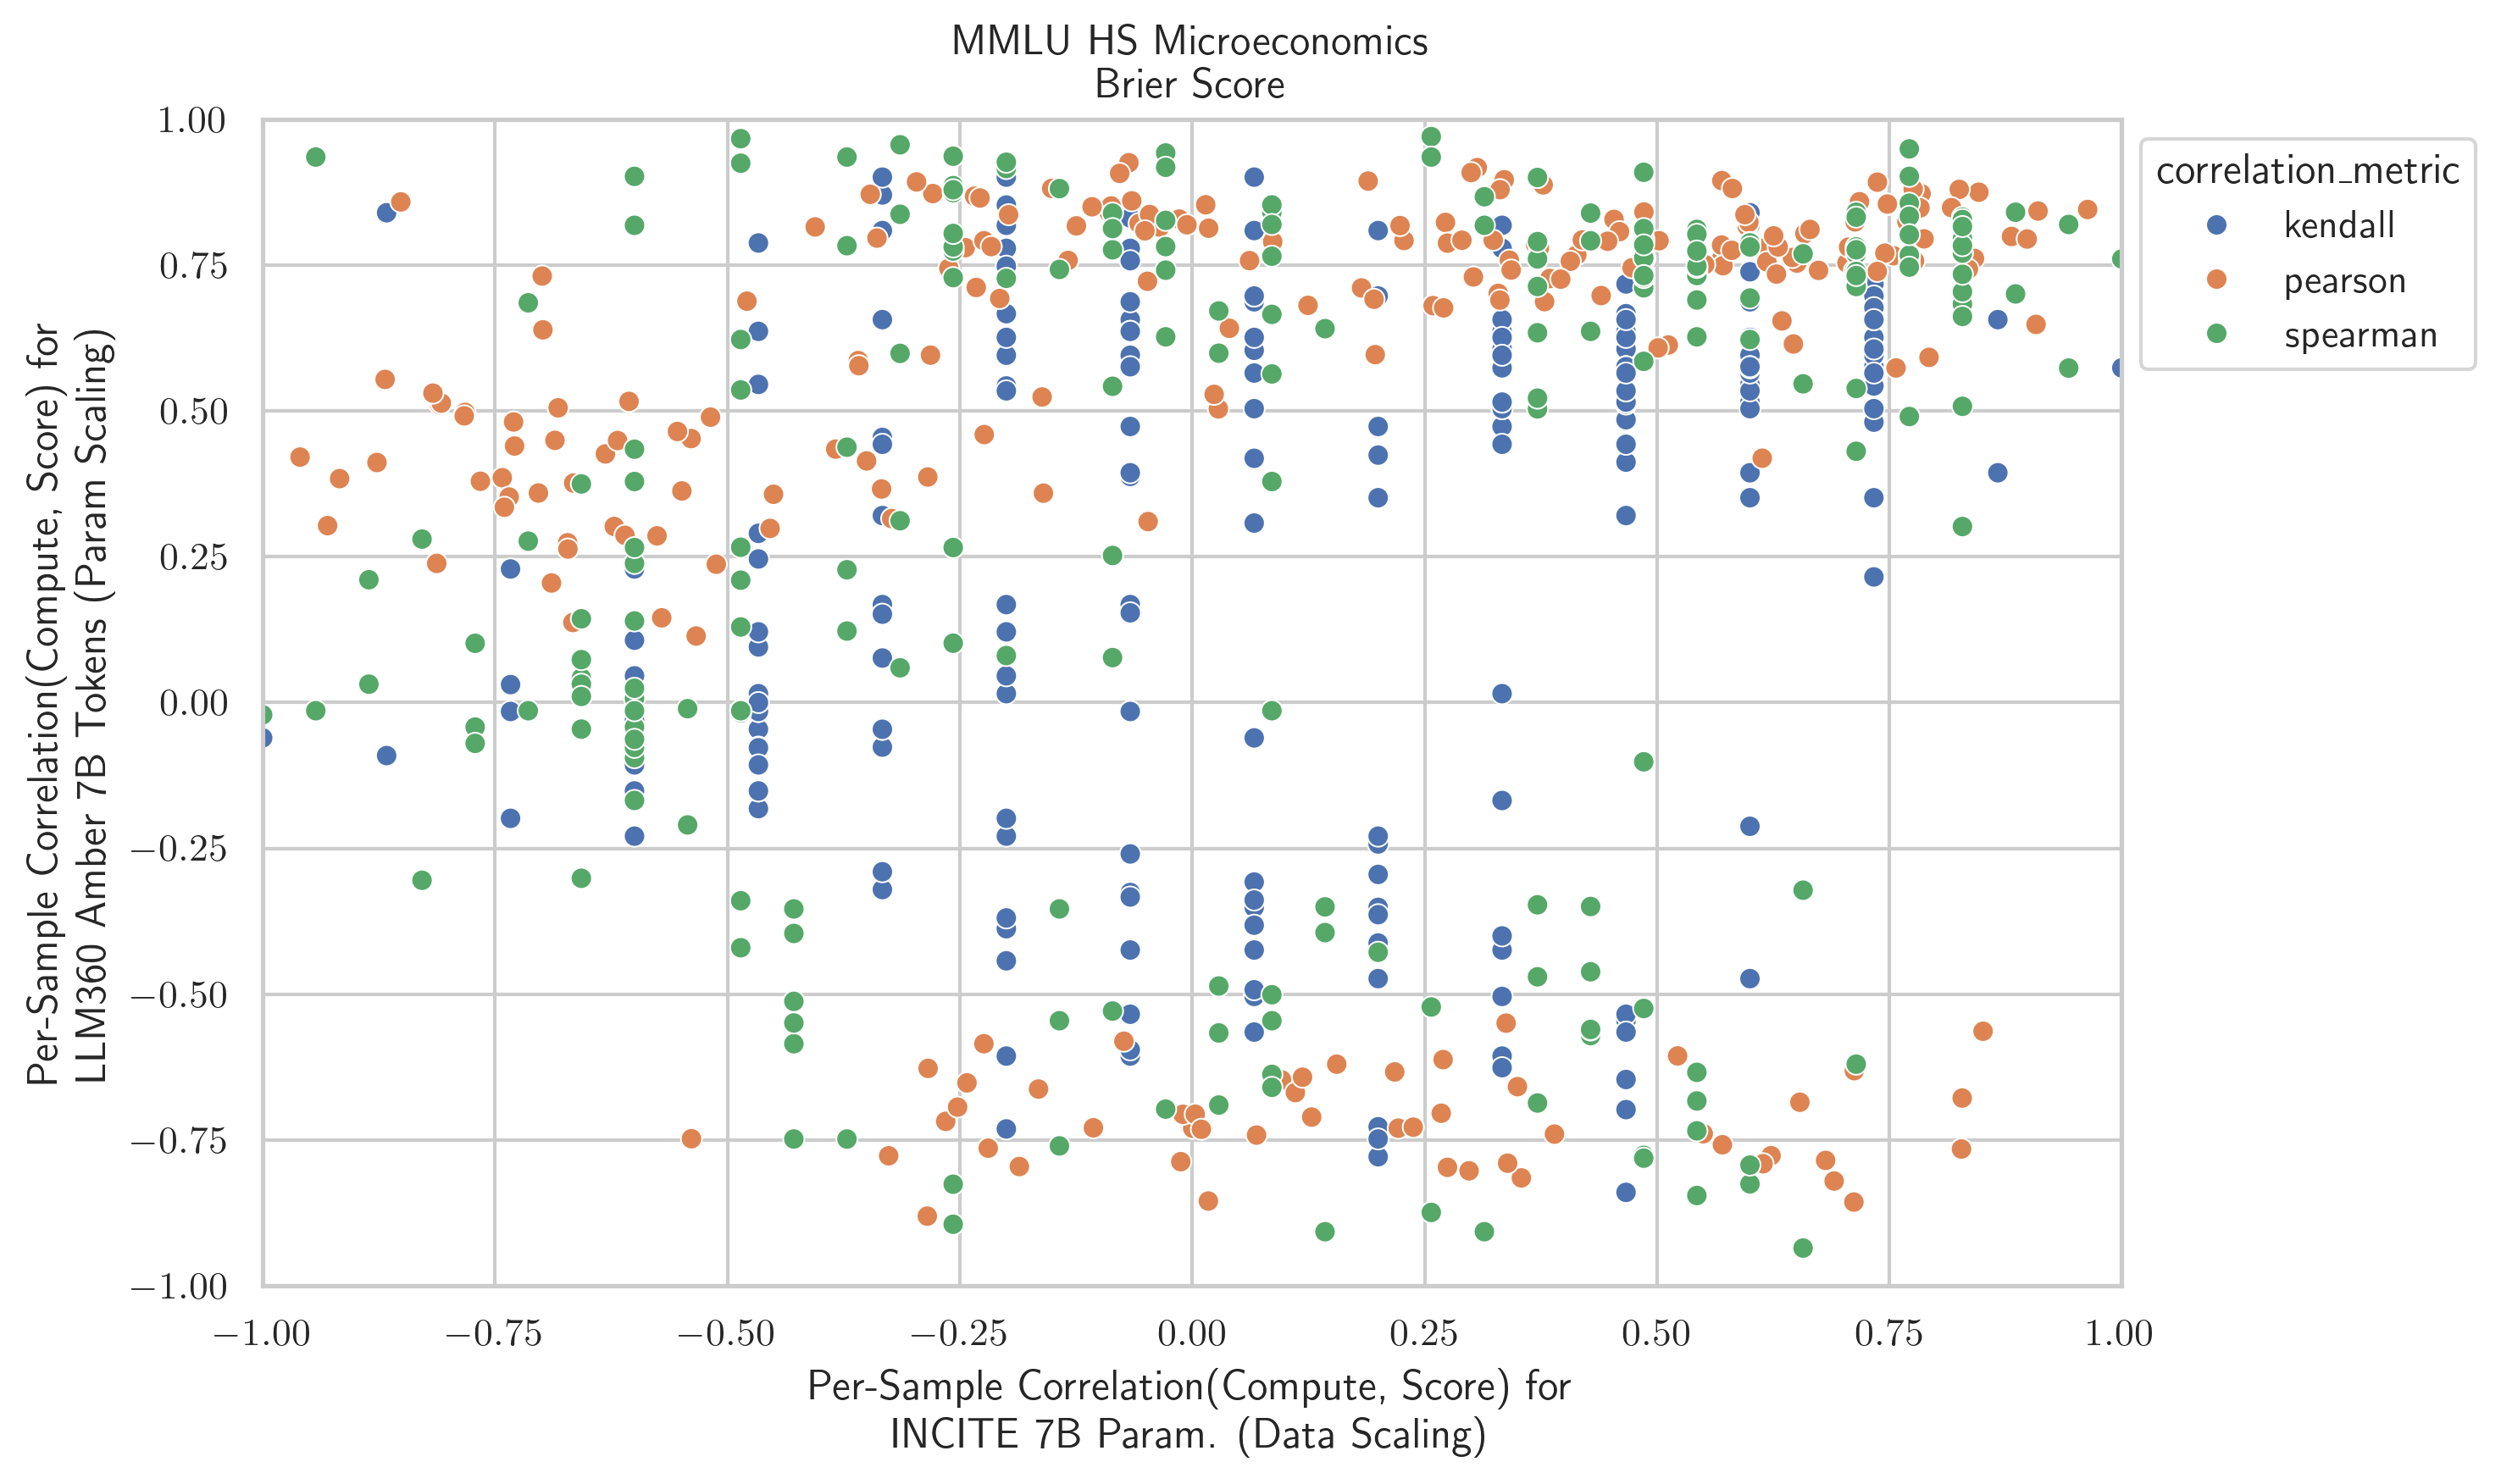 MMLU HS Microeconomics
Brier Score
Per-Sample Correlation(Compute, Score) for
LLM360 Amber 7B Tokens (Param Scaling)
1.00
0.75
0.50
0.25
0.00
−0.25
−0.50
−0.75
−1.00
−1.00 −0.75 −0.50 −0.25 0.00 0.25 0.50 0.75 1.00
Per-Sample Correlation(Compute, Score) for
INCITE 7B Param. (Data Scaling)
correlation_metric
kendall
pearson
spearman